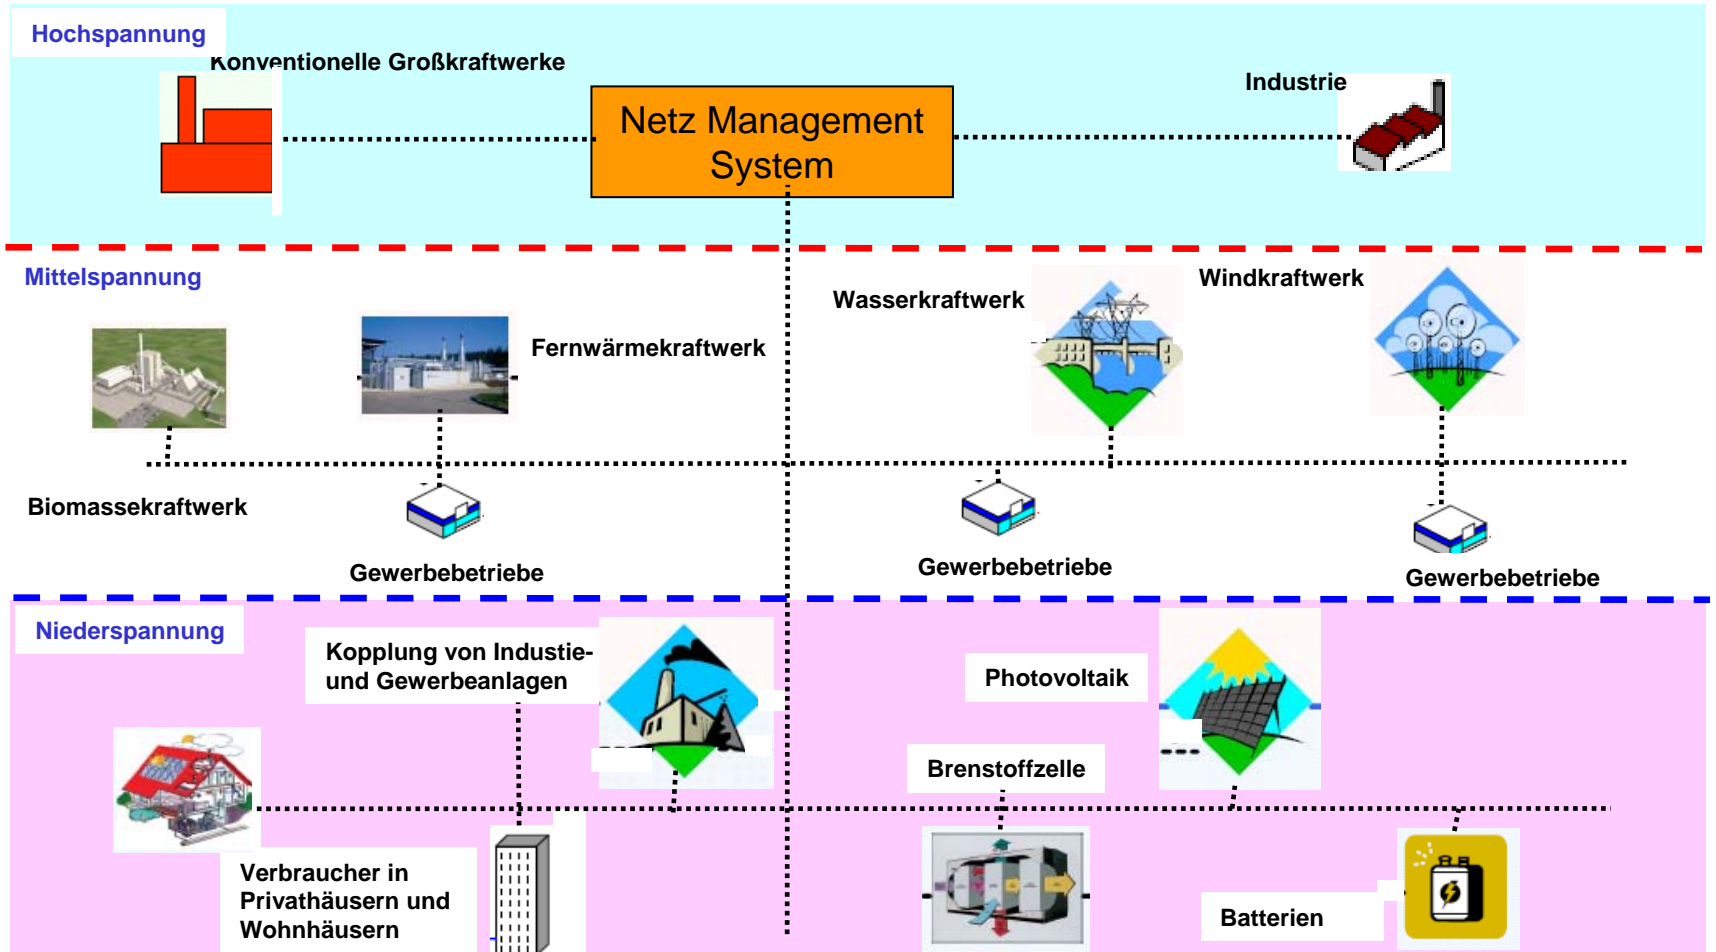 Hochspannung
Konventionelle Großkraftwerke
Netz Management
System
Industrie
Mittelspannung
Wasserkraftwerk
Windkraftwerk
Fernwärmekraftwerk
Biomassekraftwerk
Gewerbebetriebe
Gewerbebetriebe
Gewerbebetriebe
Niederspannung
Kopplung von Industie-
und Gewerbeanlagen
Photovoltaik
Brenstoffzelle
Verbraucher in
Privathäusern und
Wohnhäusern
Batterien